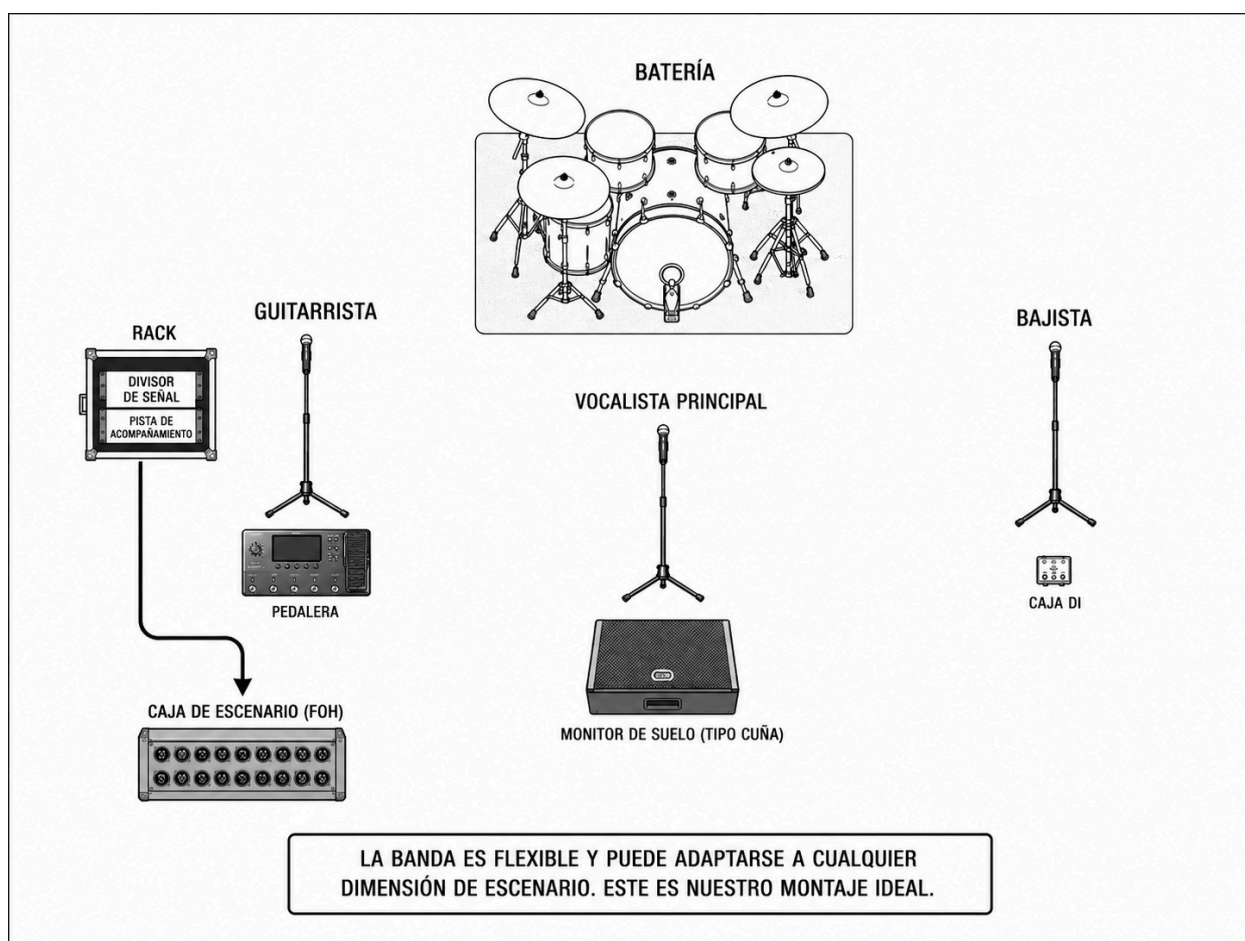 BATERÍA
GUITARRISTA
RACK
BAJISTA
DIVISOR
DE SEÑAL
PISTA DE
ACOMPAÑAMIENTO
VOCALISTA PRINCIPAL
PEDALERA
CAJA DI
CAJA DE ESCENARIO (FOH)
MONITOR DE SUELO (TIPO CUÑA)
LA BANDA ES FLEXIBLE Y PUEDE ADAPTARSE A CUALQUIER
DIMENSIÓN DE ESCENARIO. ESTE ES NUESTRO MONTAJE IDEAL.